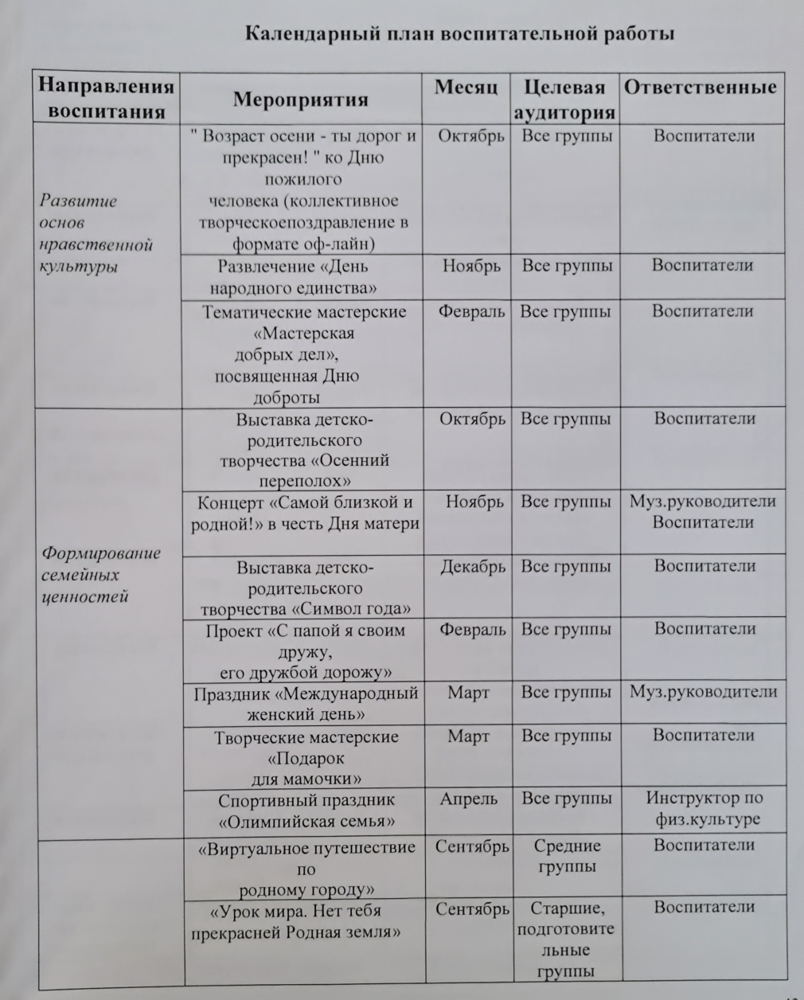 Календарный план воспитательной работы
Направления
воспитания
Мероприятия
Месяц
Целевая
аудитория
Ответственные
Развитие
основ
нравственной
культуры
" Возраст осени - ты дорог и
прекрасен! " ко Дню
пожилого
человека (коллективное
творческоепоздравление в
формате оф-лайн)
Октябрь
Все группы
Воспитатели
Развлечение «День
народного единства»
Ноябрь
Все группы
Воспитатели
Тематические мастерские
«Мастерская
добрых дел»,
посвященная Дню
доброты
Февраль
Все группы
Воспитатели
Формирование
семейных
ценностей
Выставка детско-
родительского
творчества «Осенний
переполох»
Октябрь
Все группы
Воспитатели
Концерт «Самой близкой и
родной!» в честь Дня матери
Ноябрь
Все группы
Муз.руководители
Воспитатели
Выставка детско-
родительского
творчества «Символ года»
Декабрь
Все группы
Воспитатели
Проект «С папой я своим
дружу,
его дружбой дорожу»
Февраль
Все группы
Воспитатели
Праздник «Международный
женский день»
Март
Все группы
Муз.руководители
Творческие мастерские
«Подарок
для мамочки»
Март
Все группы
Воспитатели
Спортивный праздник
«Олимпийская семья»
Апрель
Все группы
Инструктор по
физ.культуре
«Виртуальное путешествие
по
родному городу»
Сентябрь
Средние
группы
Воспитатели
«Урок мира. Нет тебя
прекрасней Родная земля»
Сентябрь
Старшие,
подготовите
льные
группы
Воспитатели